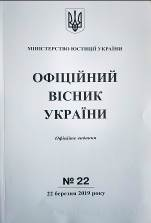 МІНІСТЕРСТВО ЮСТИЦІЇ УКРАЇНИ
ОФІЦІЙНИЙ
ВІСНИК
УКРАЇНИ
Офіційне видання
№ 22
22 березня 2019 року